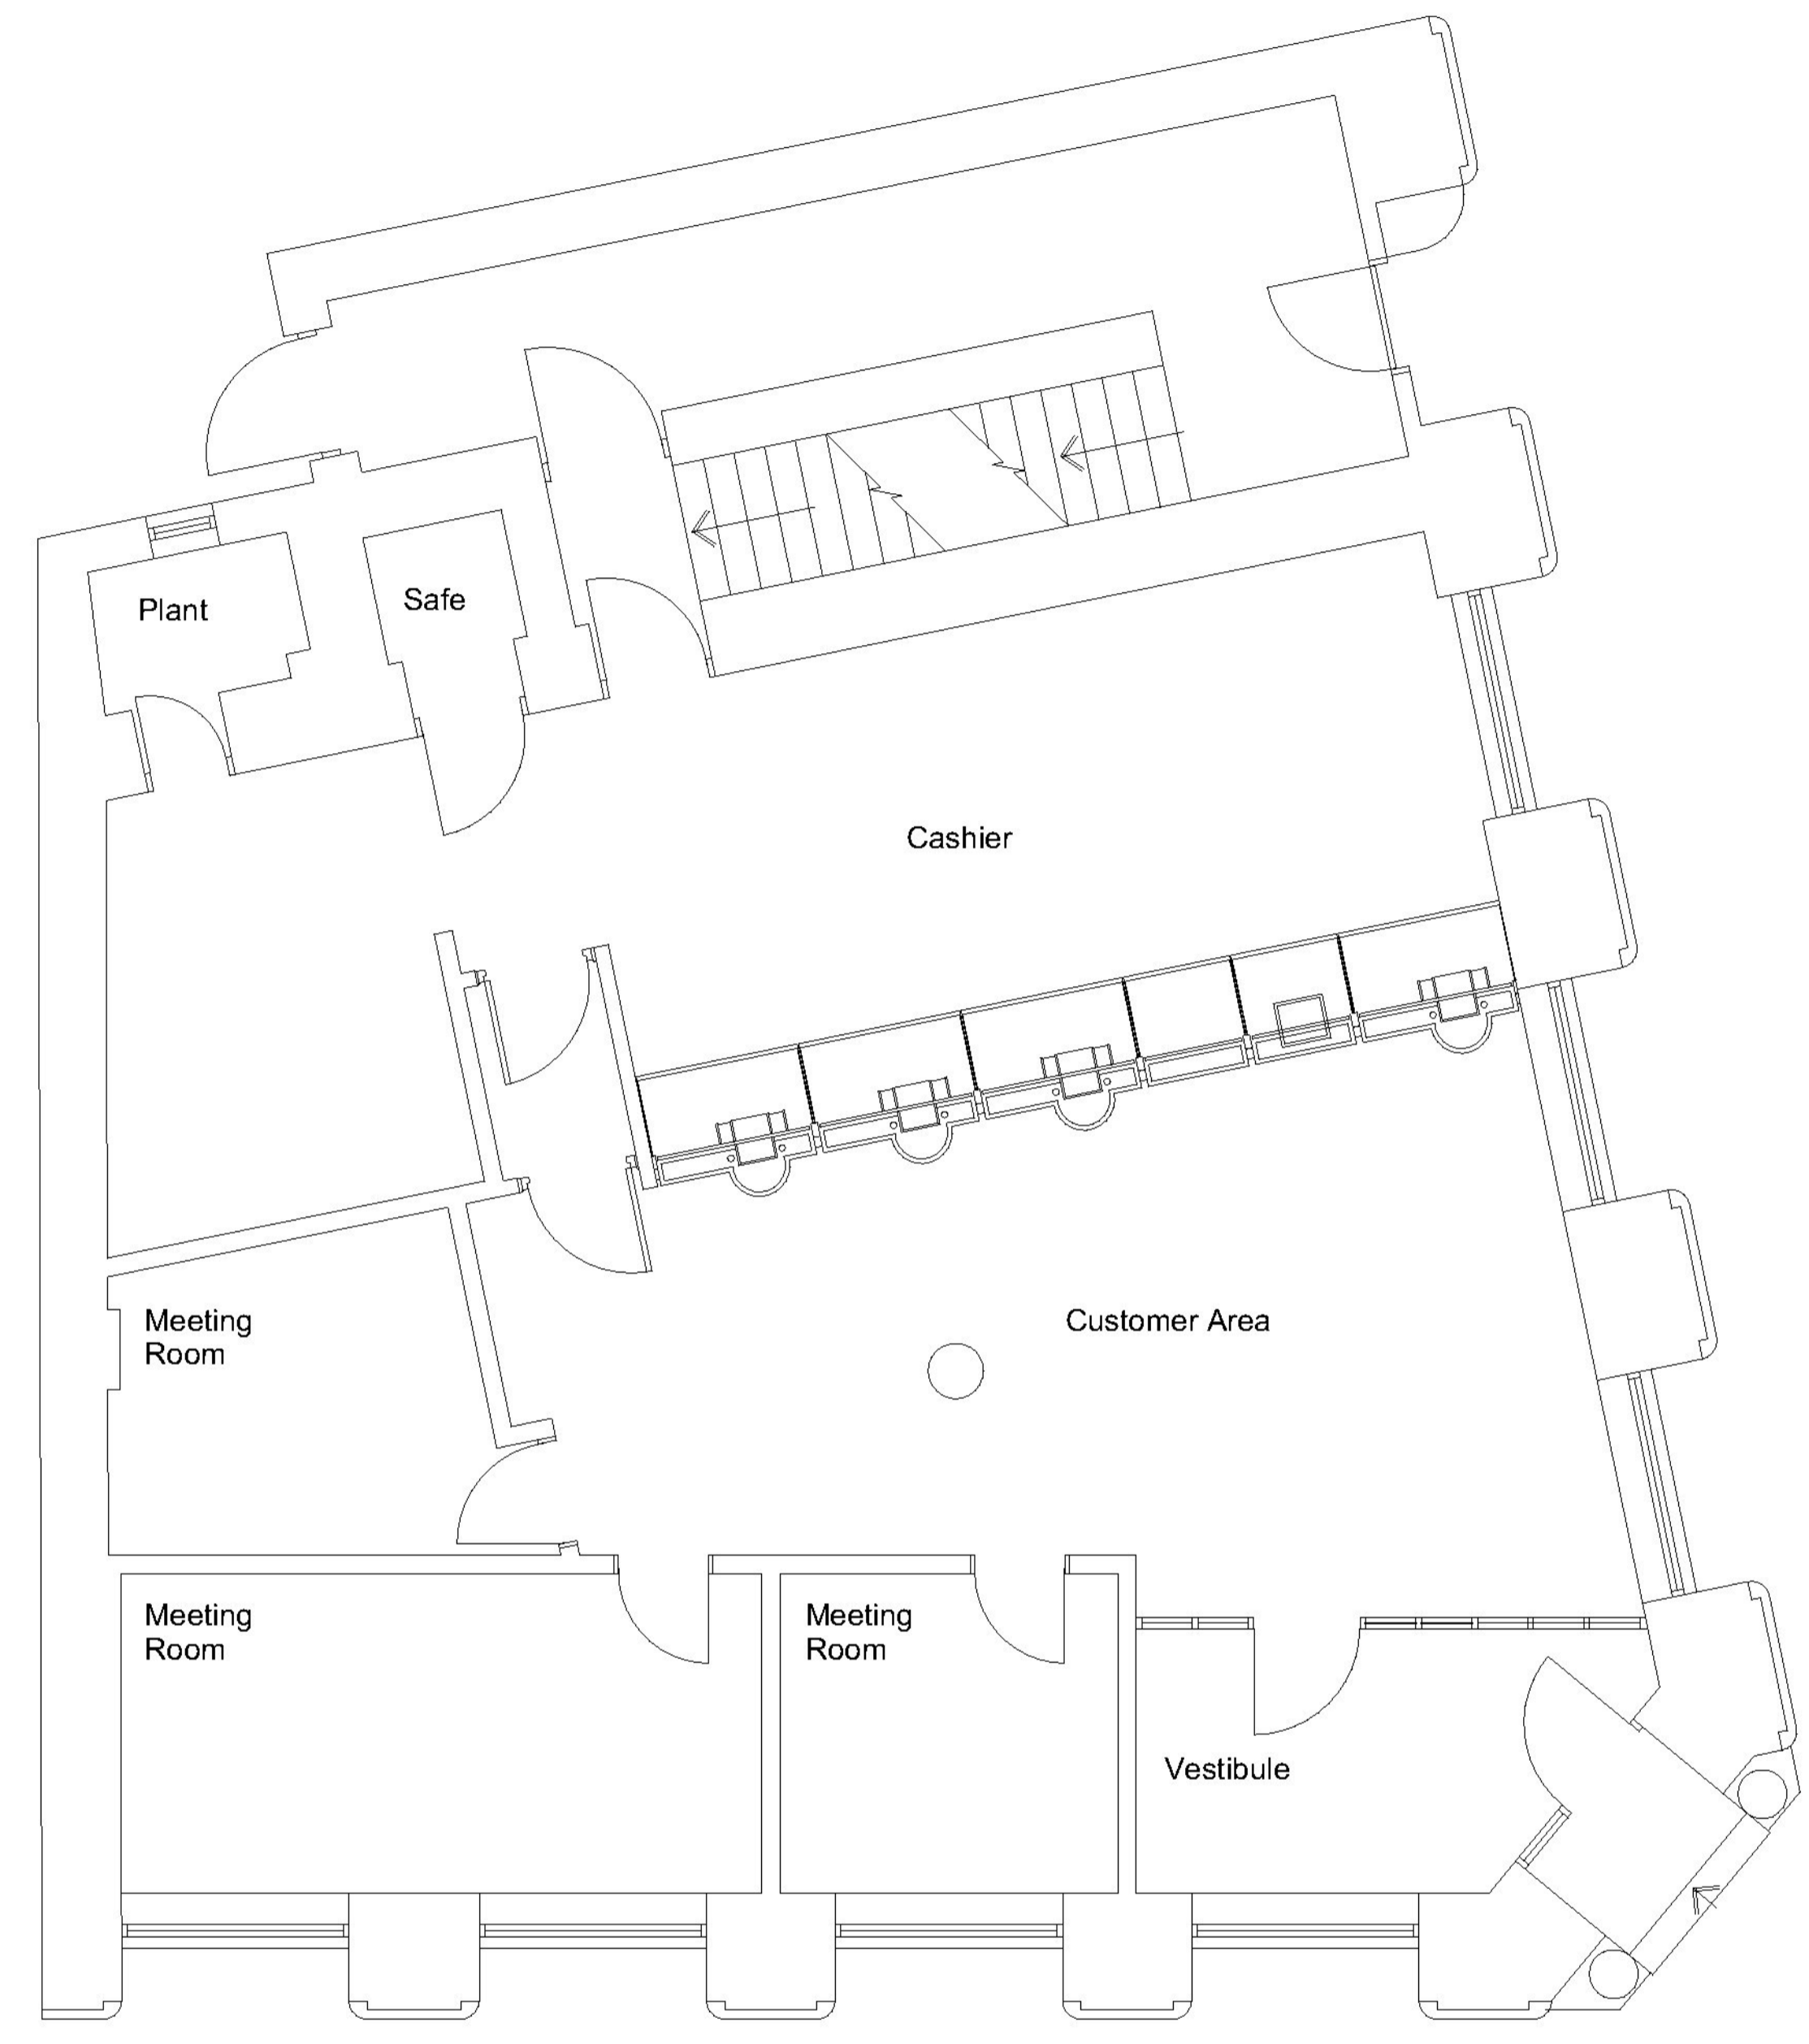 Plant
Safe
Cashier
Meeting
Room
Customer Area
Meeting
Room
Meeting
Room
Vestibule